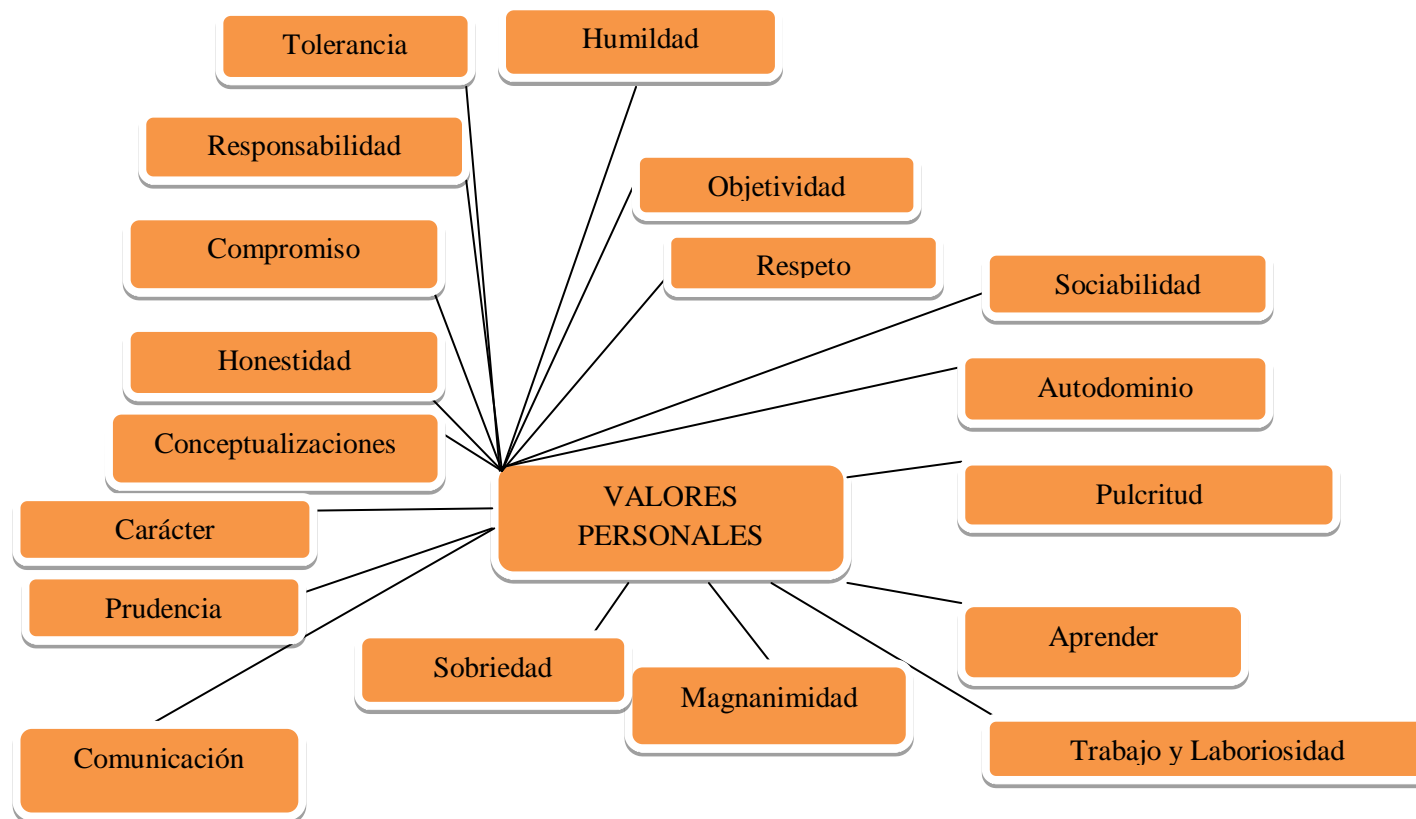 Tolerancia
Humildad
Responsabilidad
Objetividad
Compromiso
Respeto
Sociabilidad
Honestidad
Autodominio
Conceptualizaciones
VALORES
PERSONALES
Pulcritud
Carácter
Prudencia
Aprender
Sobriedad
Magnanimidad
Comunicación
Trabajo y Laboriosidad